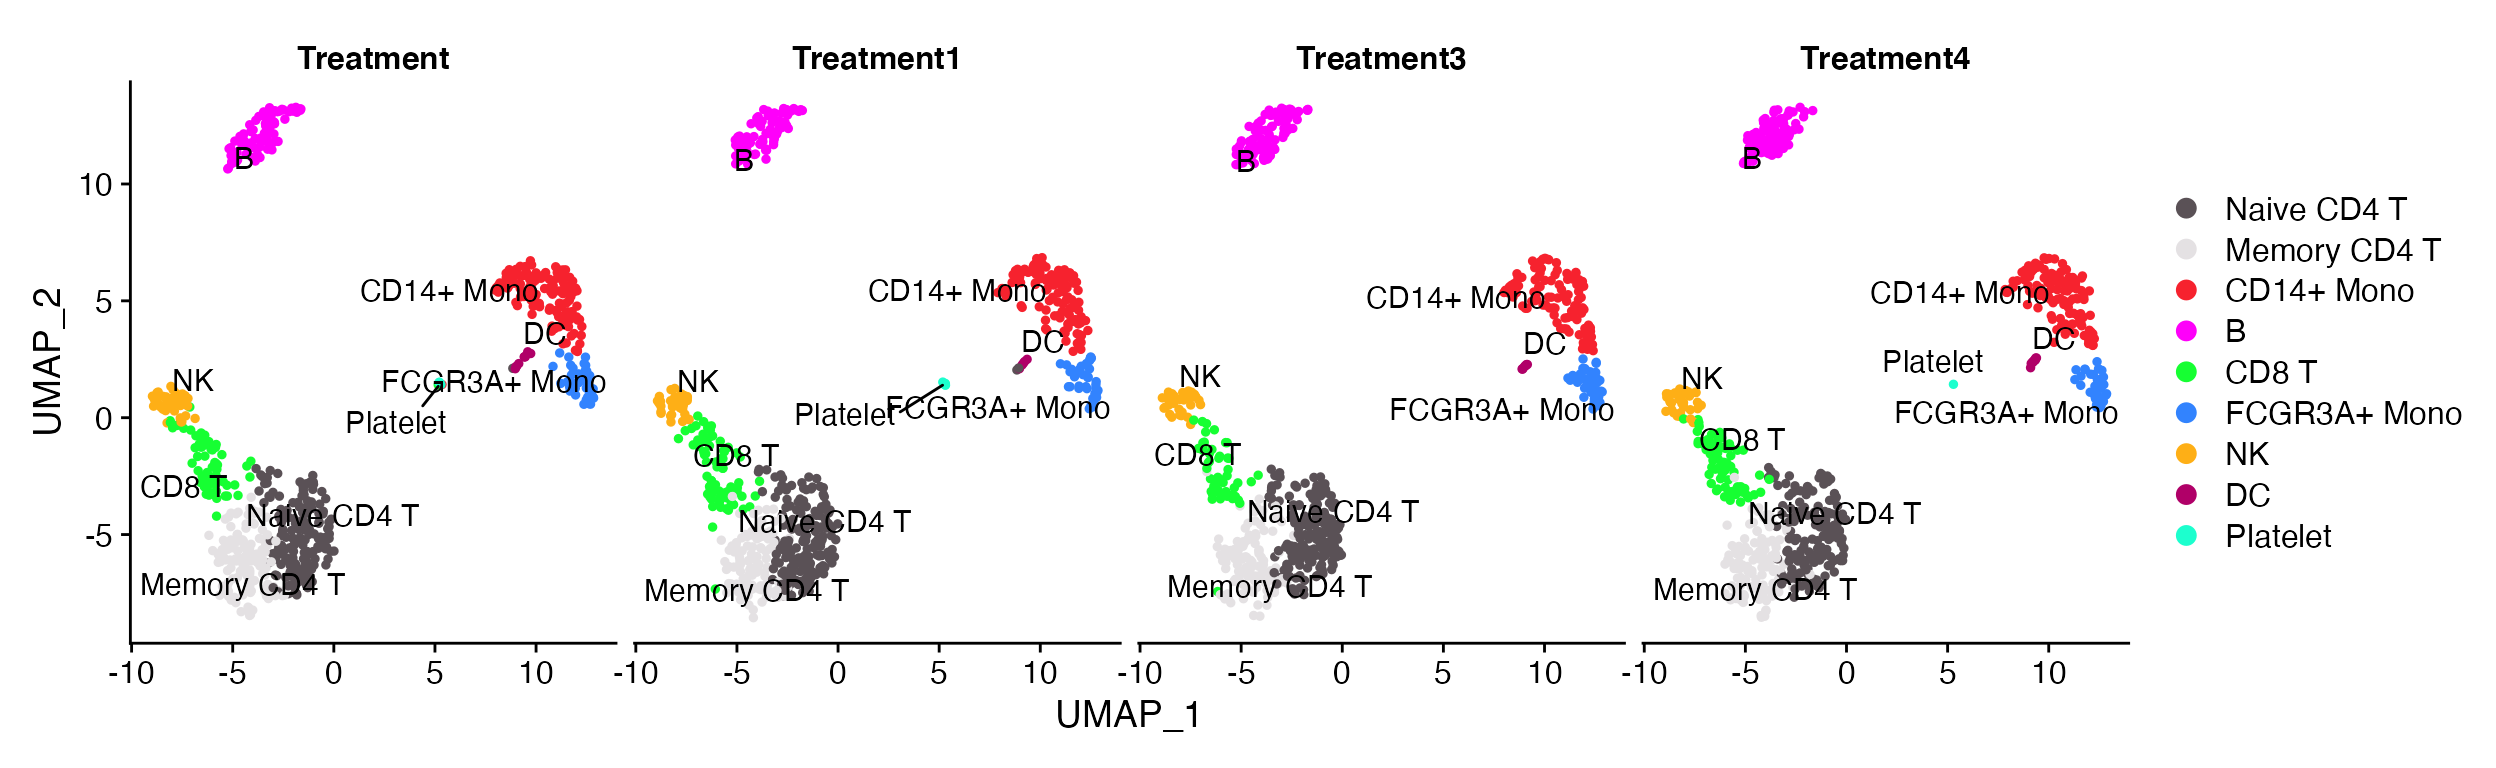 Treatment
Treatment1
Treatment3
Treatment4
UMAP_2
10
5
0
-5
B
CD14+ Mono
DC
FCGR3A+ Mono
NK
Platelet
CD8 T
Naive CD4 T
Memory CD4 T
B
CD14+ Mono
DC
NK
Platelet
FCGR3A+ Mono
CD8 T
Naive CD4 T
Memory CD4 T
B
CD14+ Mono
DC
NK
FCGR3A+ Mono
CD8 T
Naive CD4 T
Memory CD4 T
B
CD14+ Mono
DC
Platelet
NK
FCGR3A+ Mono
CD8 T
Naive CD4 T
Memory CD4 T
-10 -5 0 5 10
-10 -5 0 5 10
-10 -5 0 5 10
-10 -5 0 5 10
UMAP_1
Naive CD4 T
Memory CD4 T
CD14+ Mono
B
CD8 T
FCGR3A+ Mono
NK
DC
Platelet